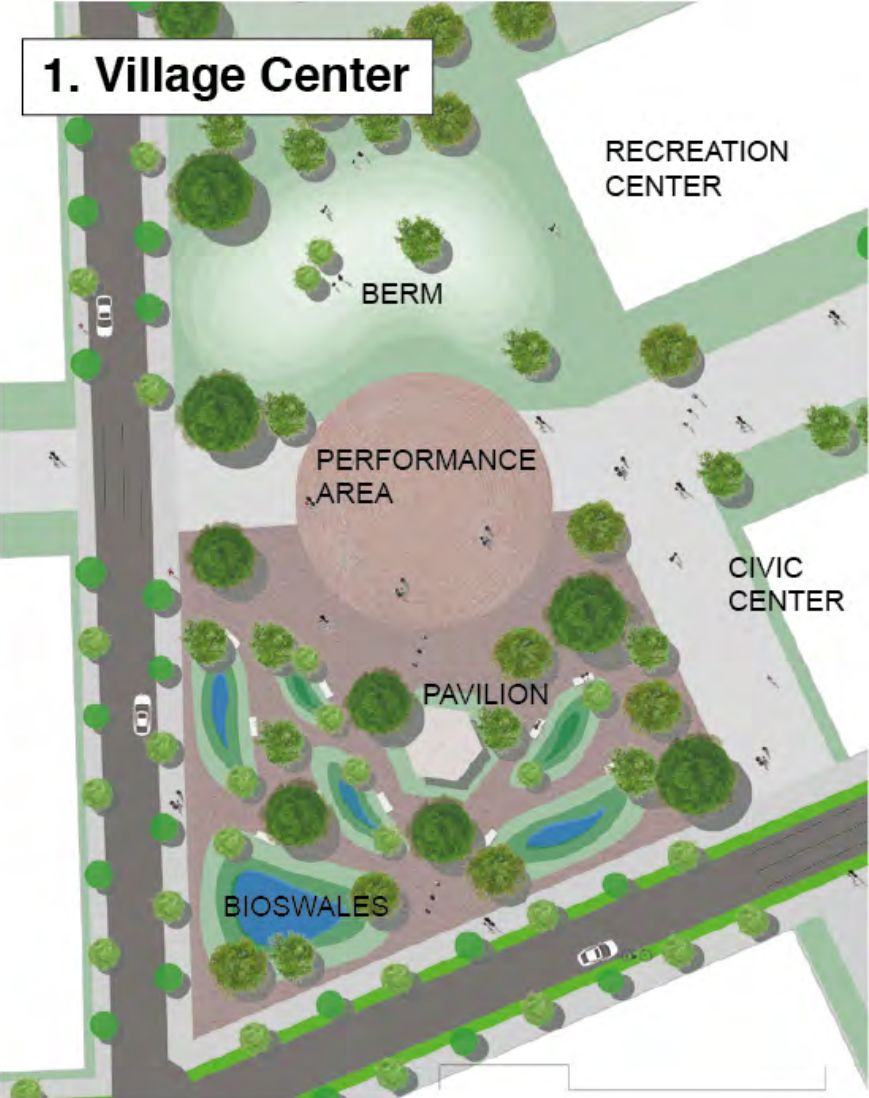 1. Village Center
RECREATION
CENTER
BERM
PERFORMANCE
AREA
CIVIC
CENTER
PAVILION
BIOSWALES